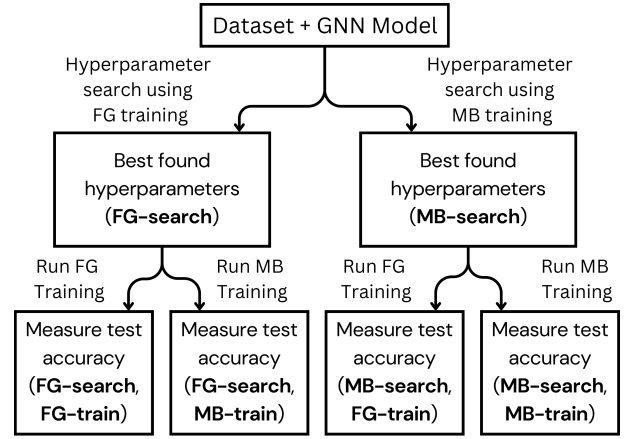 Dataset + GNN Model
Hyperparameter
search using
FG training
Hyperparameter
search using
MB training
Best found
hyperparameters
(FG-search)
Best found
hyperparameters
(MB-search)
Run FG
Training
Run MB
Training
Run FG
Training
Run MB
Training
Measure test
accuracy
(FG-search,
FG-train)
Measure test
accuracy
(FG-search,
MB-train)
Measure test
accuracy
(MB-search,
FG-train)
Measure test
accuracy
(MB-search,
MB-train)